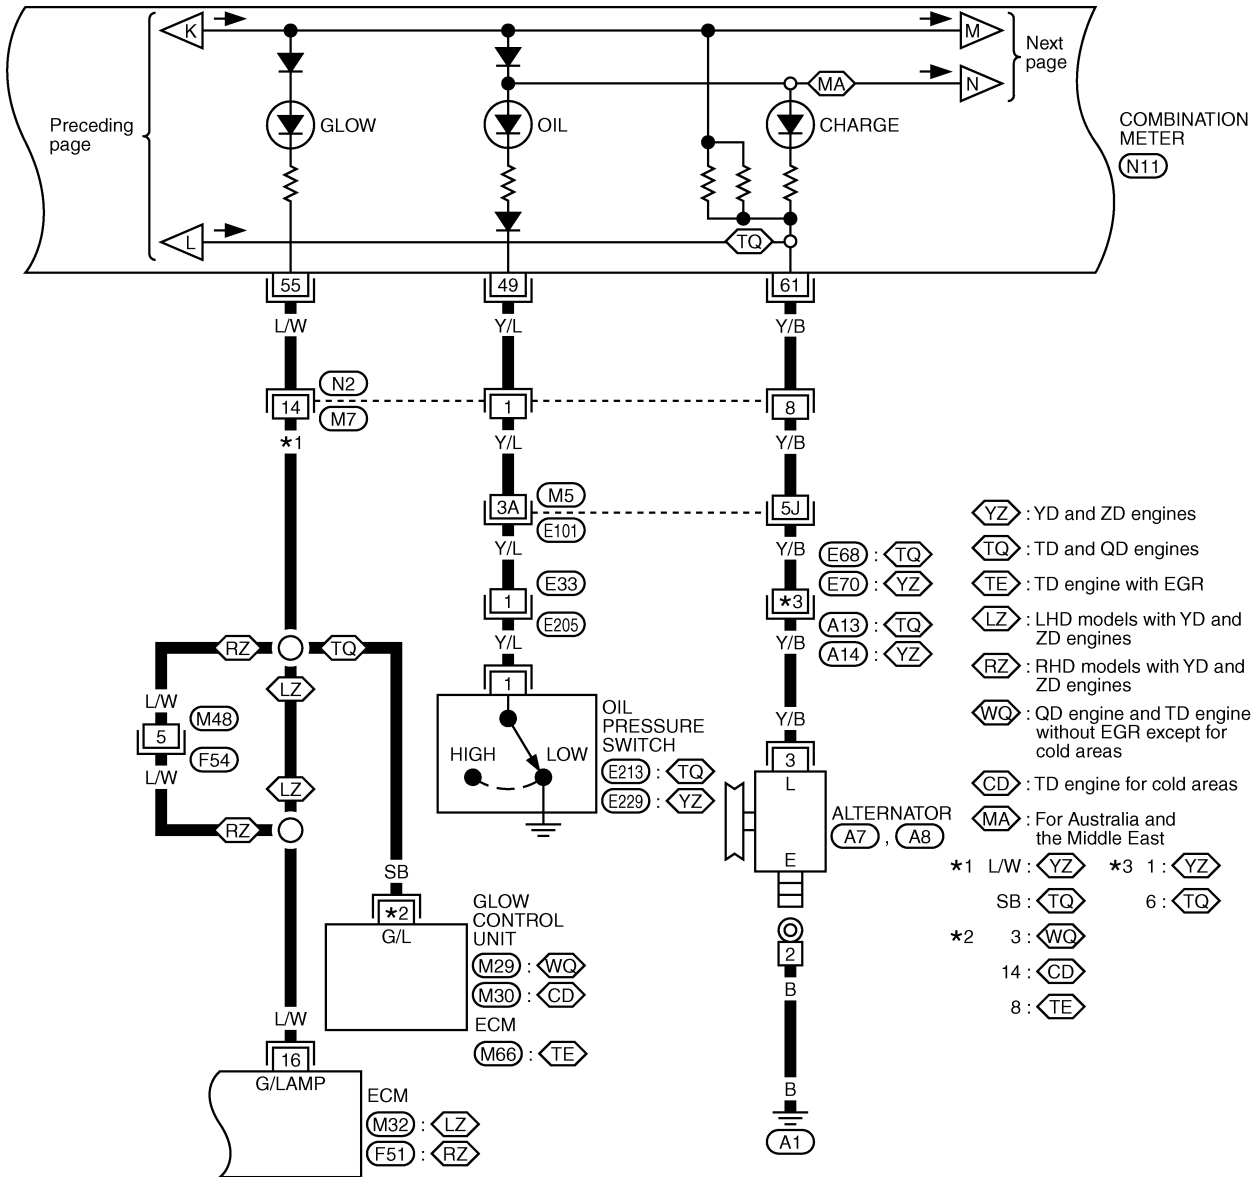 K
M
Next
page
MA
N
Preceding
page
GLOW
OIL
CHARGE
COMBINATION
METER
N11
L
TQ
55
49
61
L/W
Y/L
Y/B
N2
14
1
8
M7
*1
Y/L
Y/B
3A
M5
5J
E101
Y/L
Y/B
E68 : TQ
E33
E70 : YZ
1
*3
E205
A13 : TQ
Y/L
Y/B
A14 : YZ
RZ
TQ
LZ
1
L/W
M48
5
F54
L/W
LZ
RZ
OIL
PRESSURE
SWITCH
HIGH
LOW
E213 : TQ
E229 : YZ
Y/B
3
L
ALTERNATOR
A7 , A8
E
SB
*2
G/L
GLOW
CONTROL
UNIT
M29 : WQ
M30 : CD
ECM
M66 : TE
2
B
B
A1
L/W
16
G/LAMP
ECM
M32 : LZ
F51 : RZ
YZ : YD and ZD engines
TQ : TD and QD engines
TE : TD engine with EGR
LZ : LHD models with YD and
ZD engines
RZ : RHD models with YD and
ZD engines
WQ : QD engine and TD engine
without EGR except for
cold areas
CD : TD engine for cold areas
MA : For Australia and
the Middle East
*1 L/W : YZ *3 1 : YZ
SB : TQ 6 : TQ
*2 3 : WQ
14 : CD
8 : TE